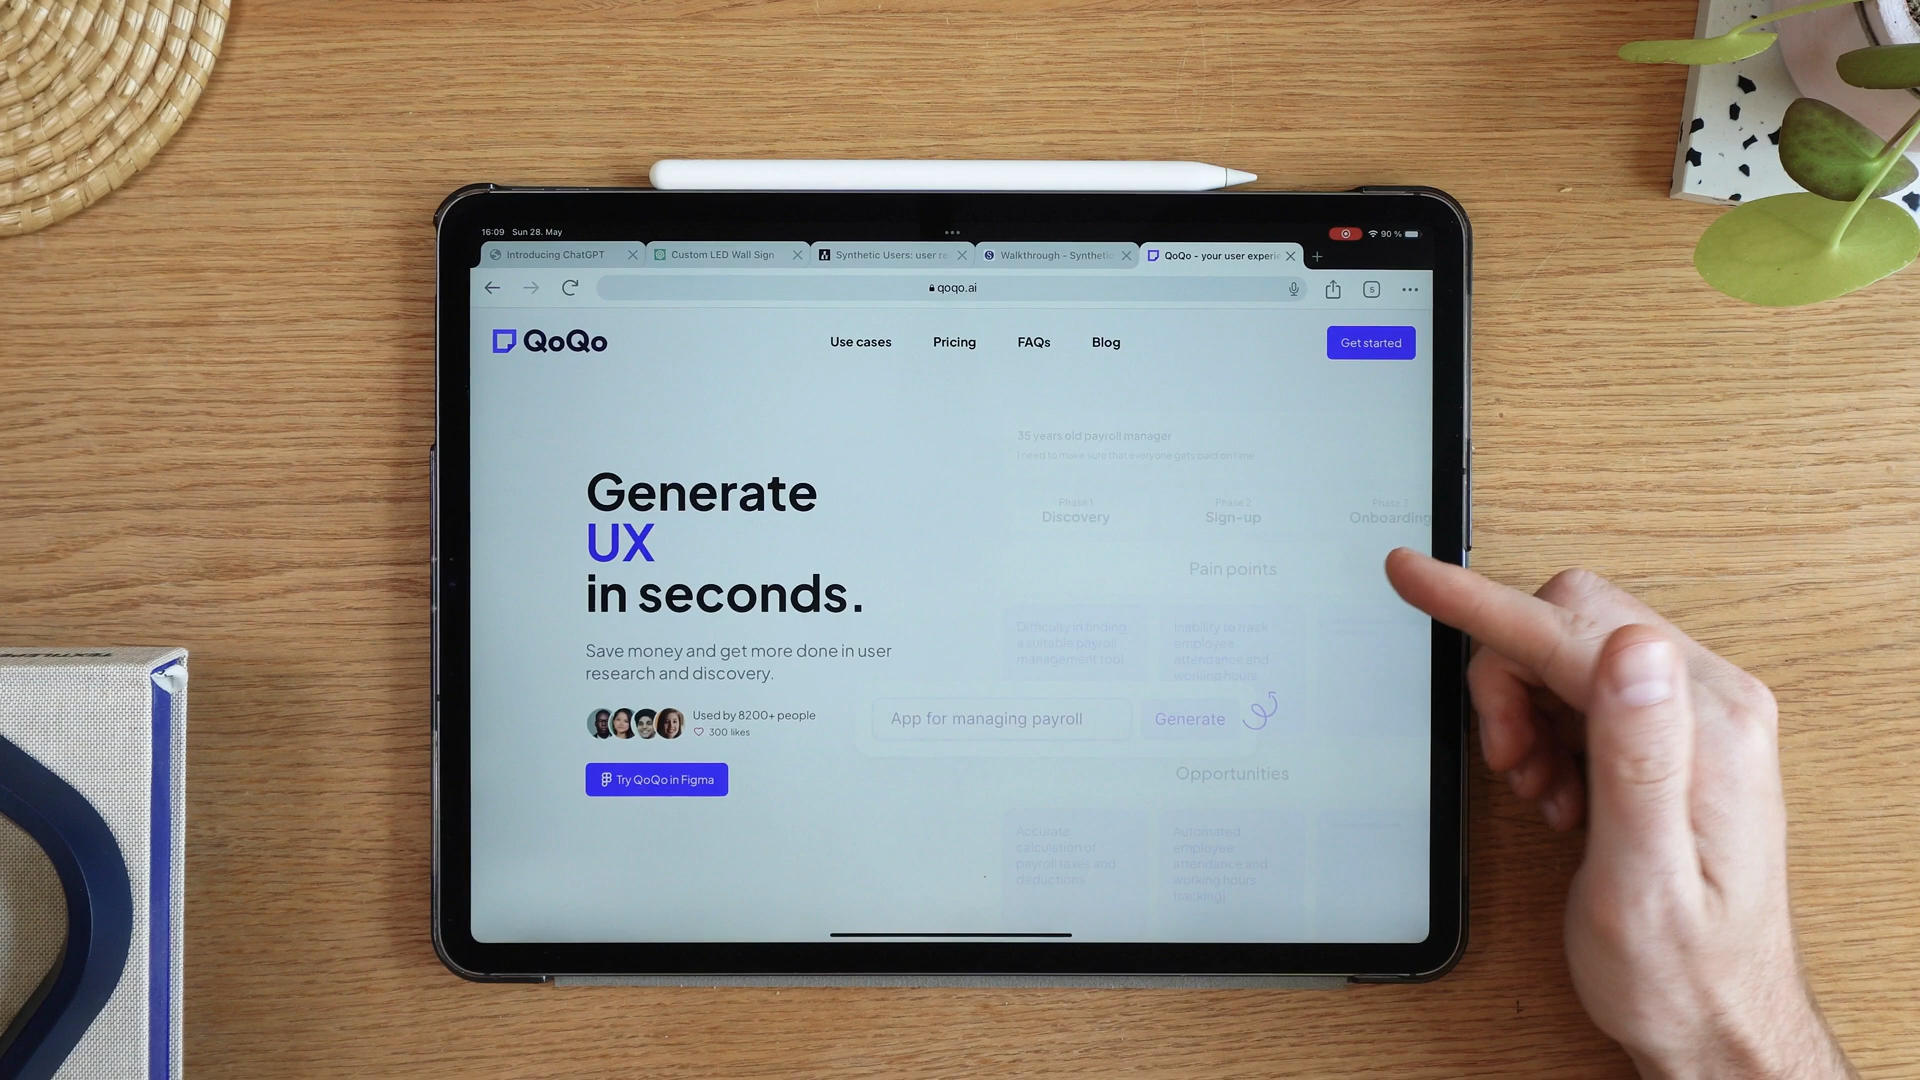 16:09 Sun 28. May
90 %
Introducing ChatGPT
Custom LED Wall Sign
Synthetic Users: user re
Walkthrough - Synthetic
QoQo - your user experie
qoqo.ai
5
QoQo
Use cases
Pricing
FAQs
Blog
Get started
Generate
UX
in seconds.
Save money and get more done in user
research and discovery.
Used by 8200+ people
300 likes
Try QoQo in Figma
35 years old payroll manager
I need to make sure that everyone gets paid on time
Phase 1
Discovery
Phase 2
Sign-up
Phase 3
Onboarding
Pain points
Difficulty in finding
a suitable payroll
management tool
Inability to track
employee
attendance and
working hours
App for managing payroll
Generate
Opportunities
Accurate
calculation of
payroll taxes and
deductions
Automated
employee
attendance and
working hours
tracking)